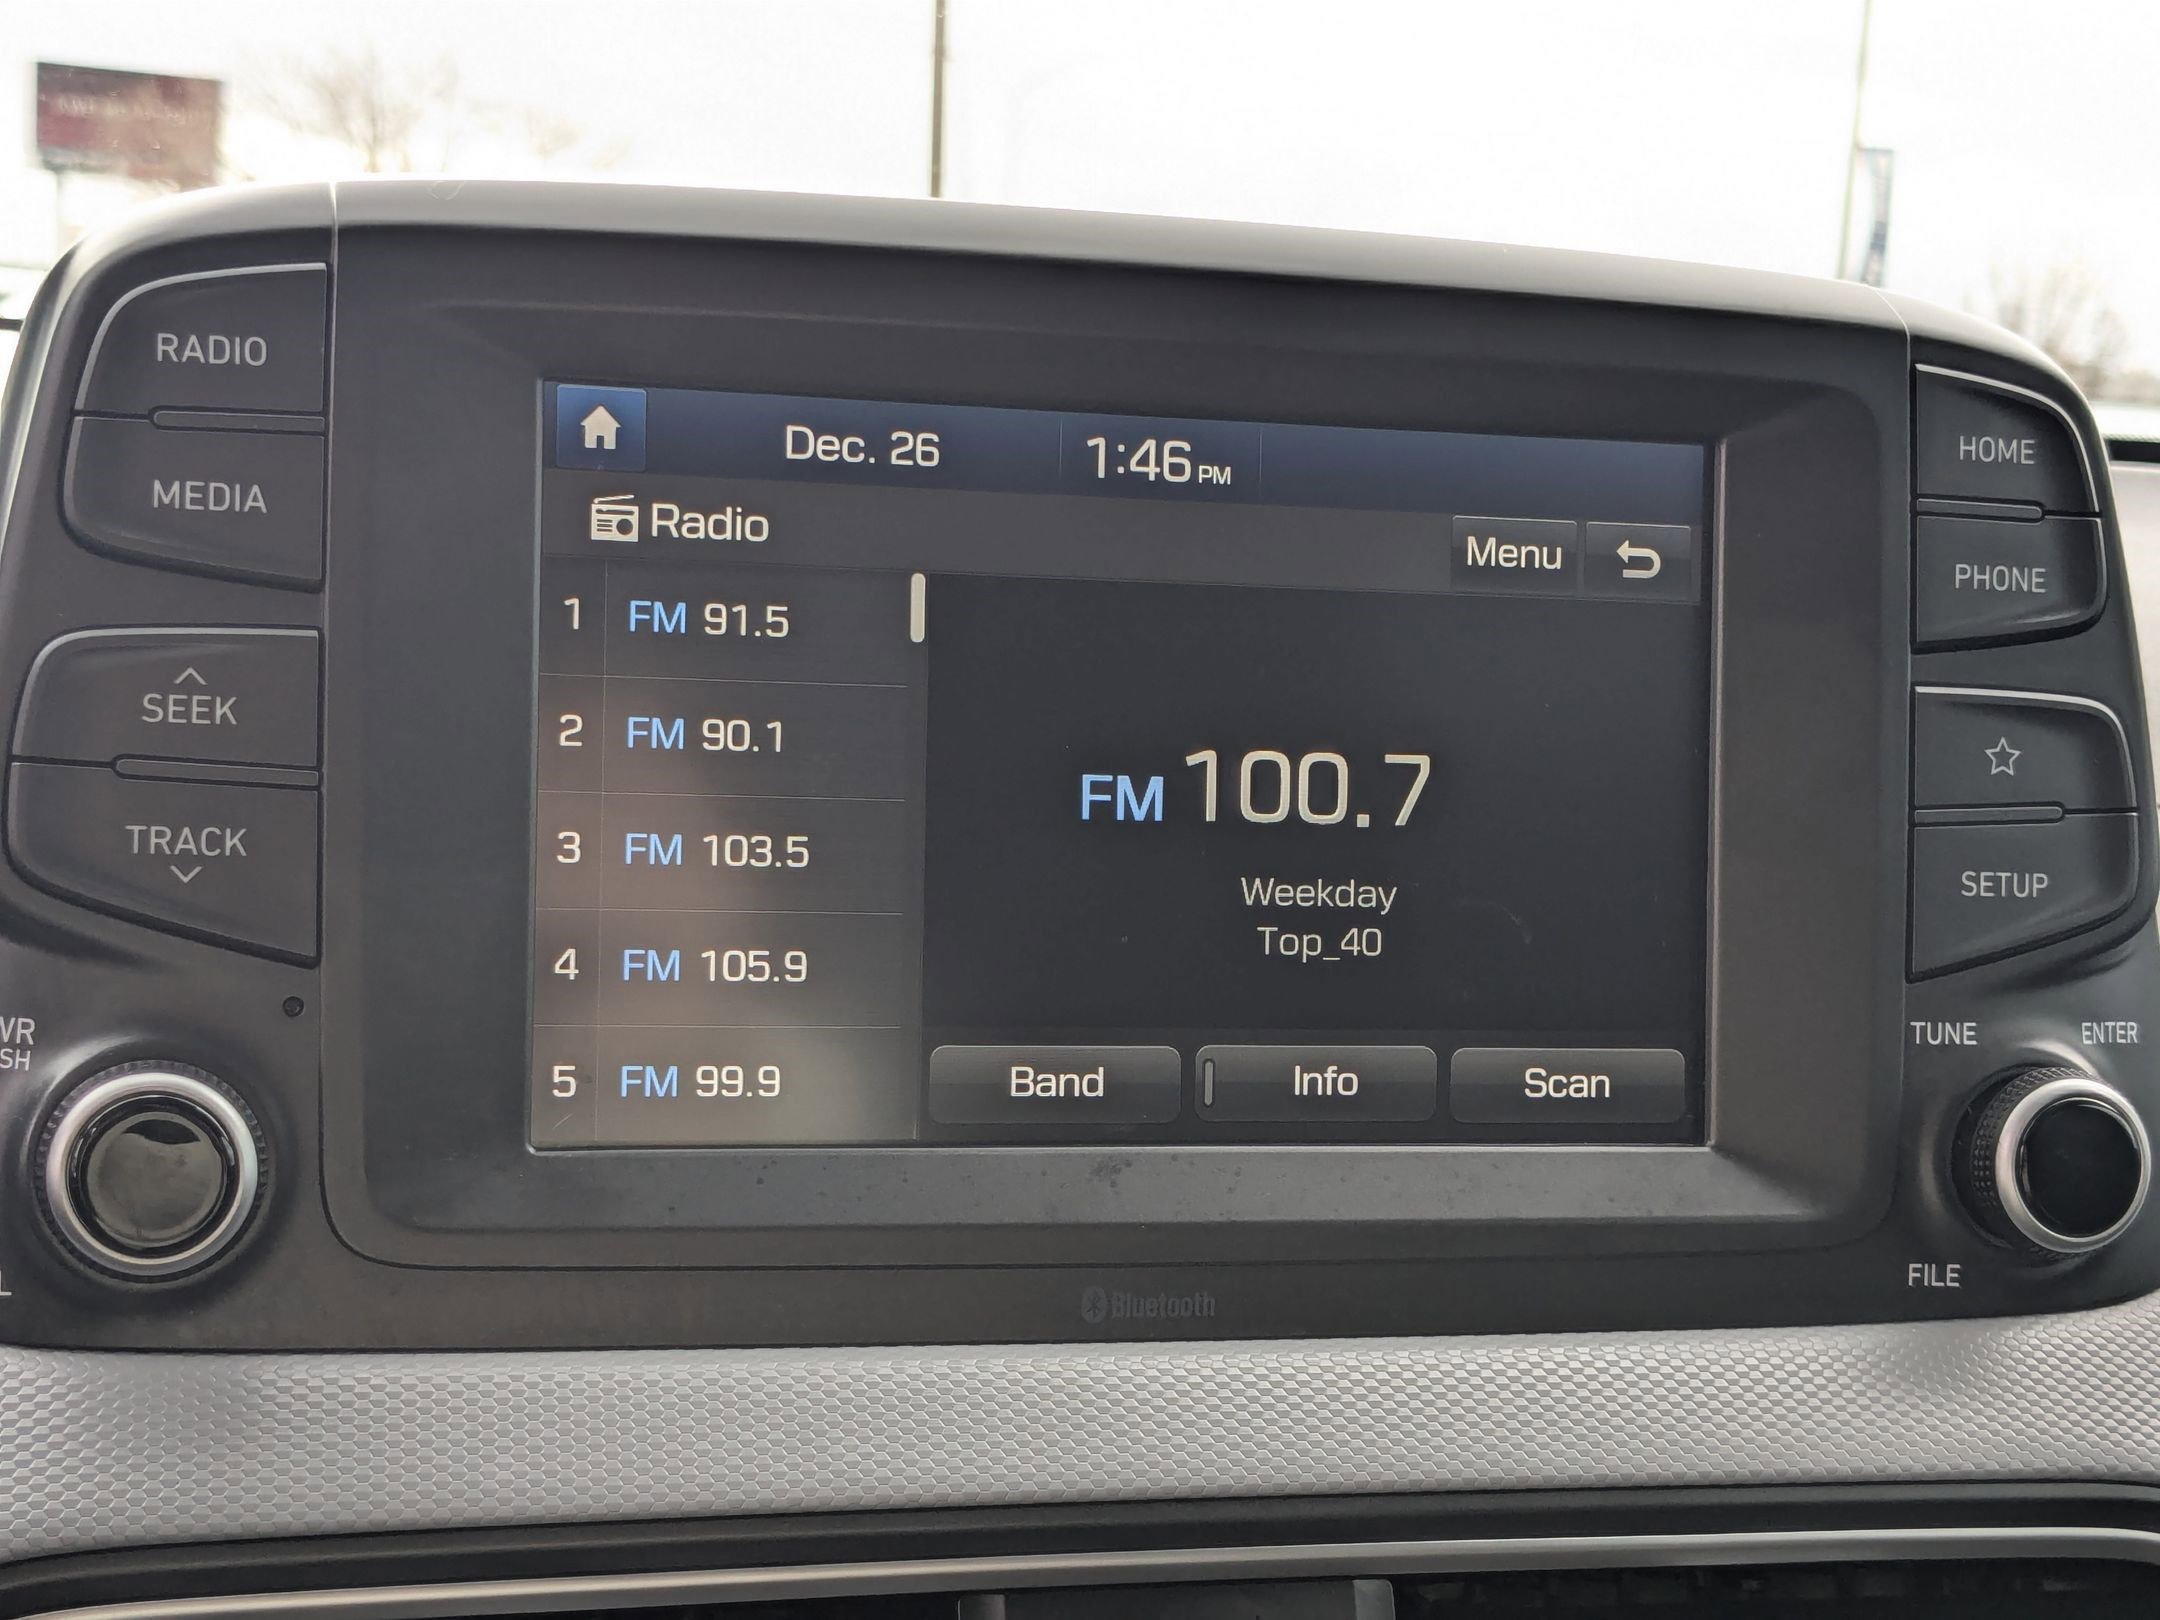 RADIO
MEDIA
SEEK
TRACK
Dec. 26
1:46 PM
Radio
Menu
1 FM 91.5
2 FM 90.1
3 FM 103.5
4 FM 105.9
5 FM 99.9
FM 100.7
Weekday
Top_40
Band
Info
Scan
HOME
PHONE
SETUP
TUNE
ENTER
FILE
Bluetooth